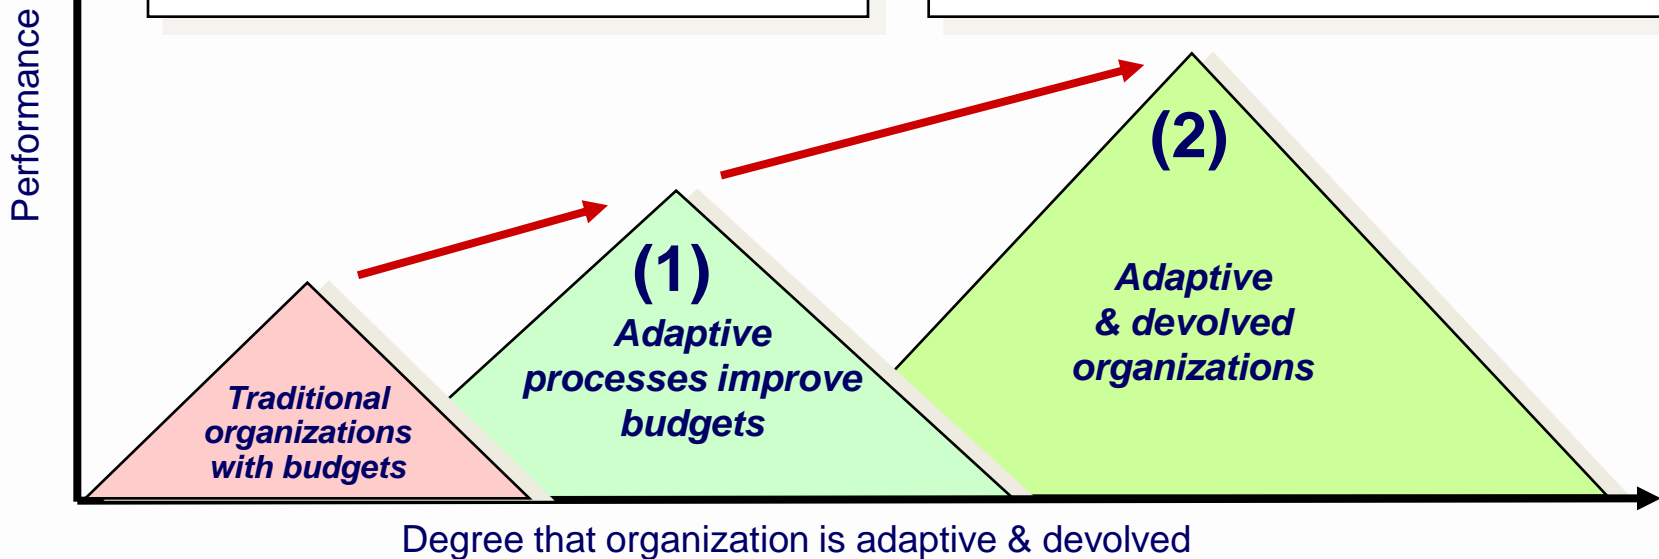 Performance
(2)
(1)
Adaptive
& devolved
organizations
Adaptive
processes improve
budgets
Traditional
organizations
with budgets
Degree that organization is adaptive & devolved